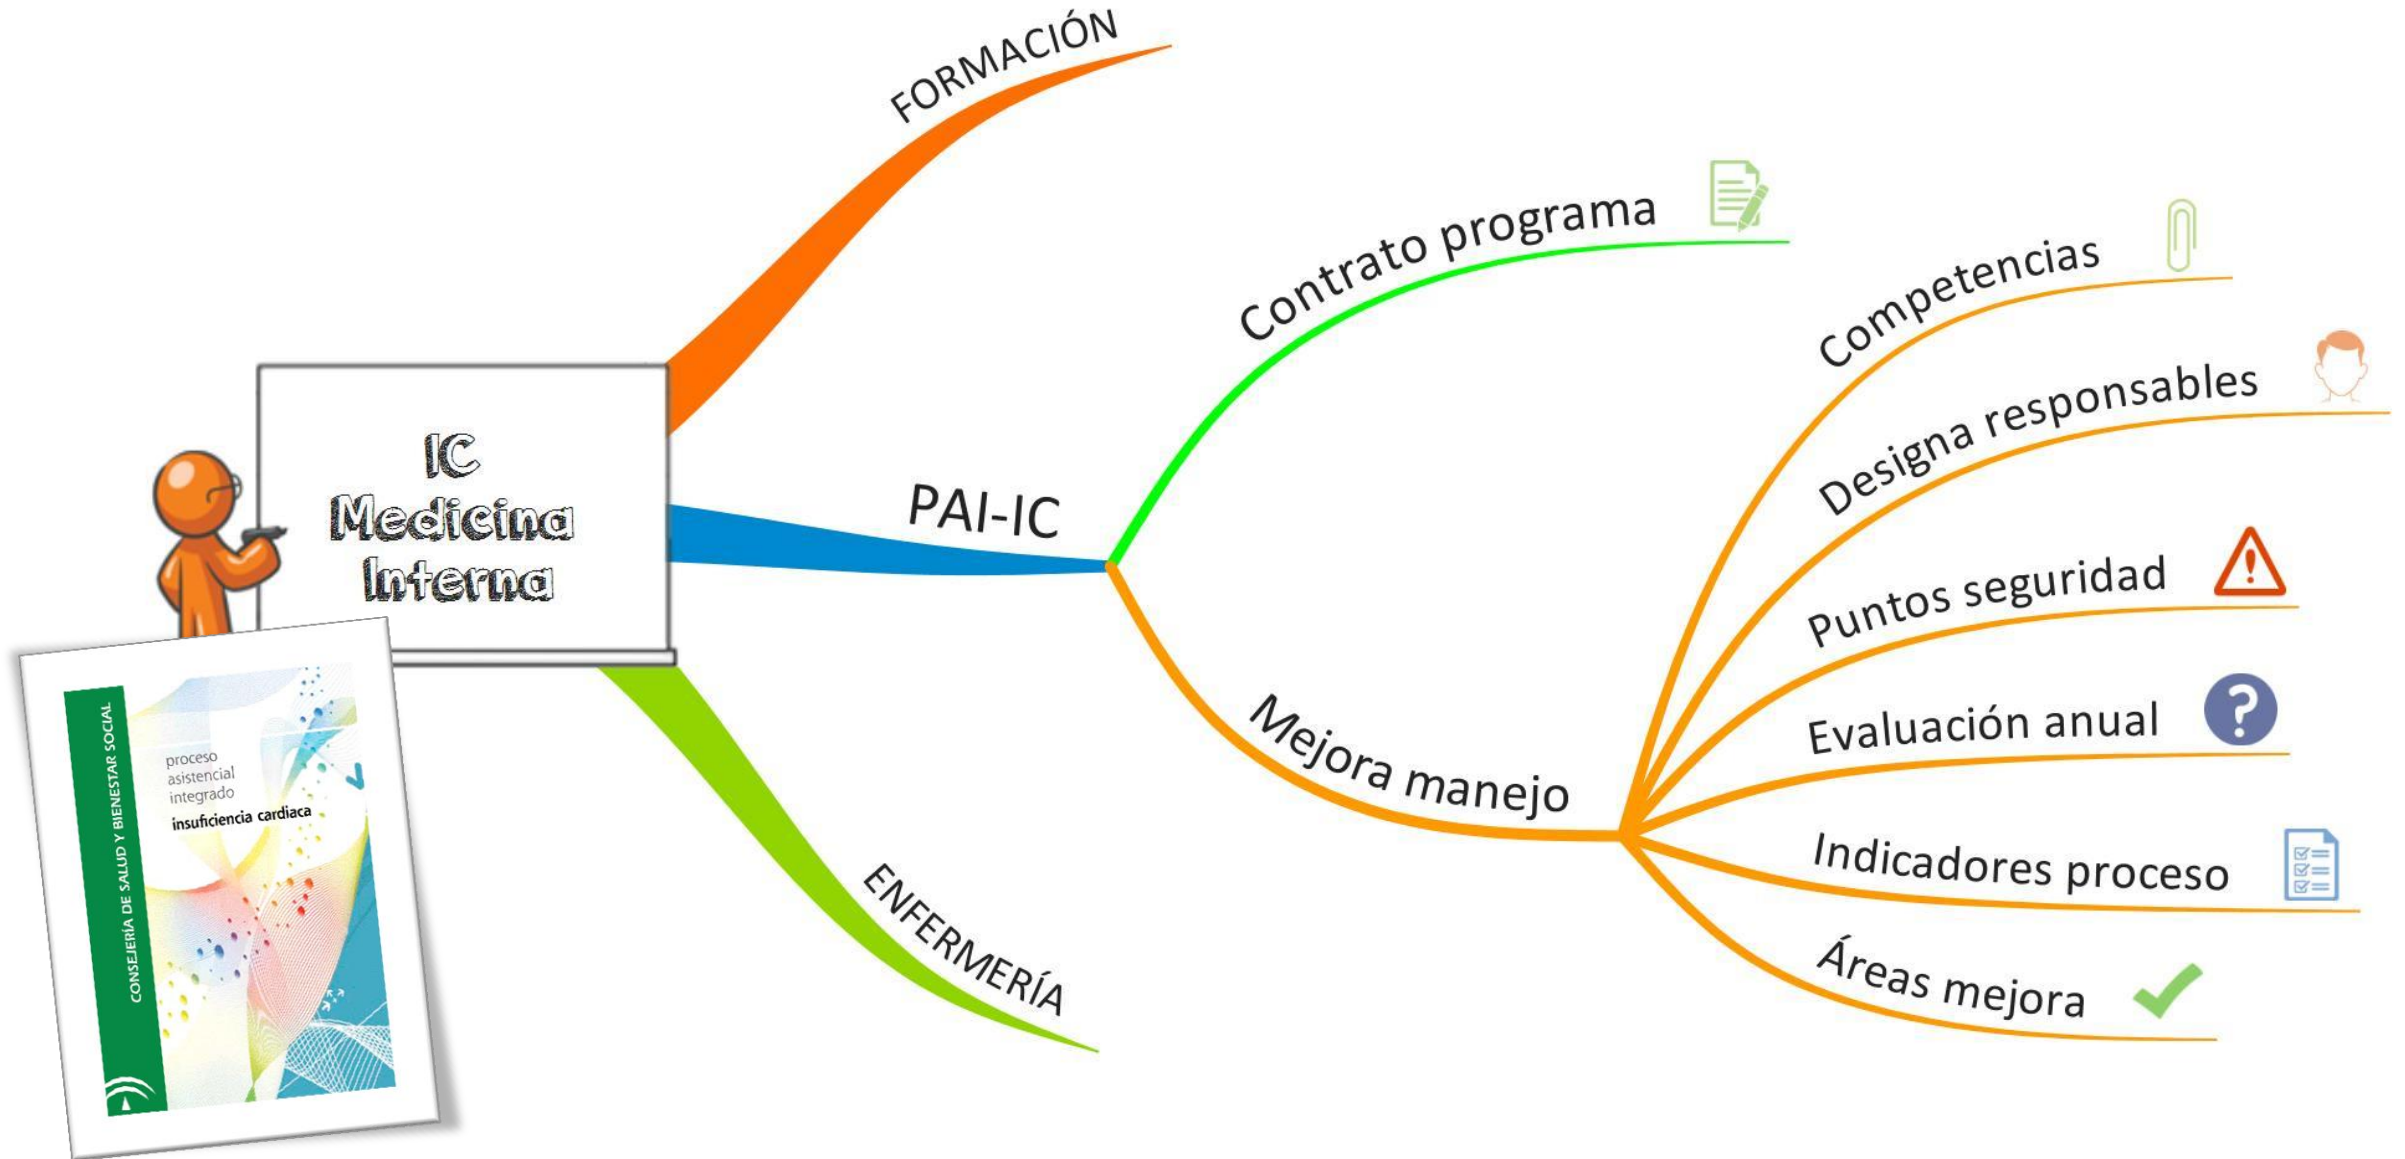 FORMACIÓN
IC
Medicina
Interna
PAI-IC
ENFERMERÍA
Contrato programa
Mejora manejo
Competencias
Designa responsables
Puntos seguridad
Evaluación anual
?
Indicadores proceso
Áreas mejora
CONSEJERÍA DE SALUD Y BIENESTAR SOCIAL
proceso
asistencial
integrado
insuficiencia cardiaca